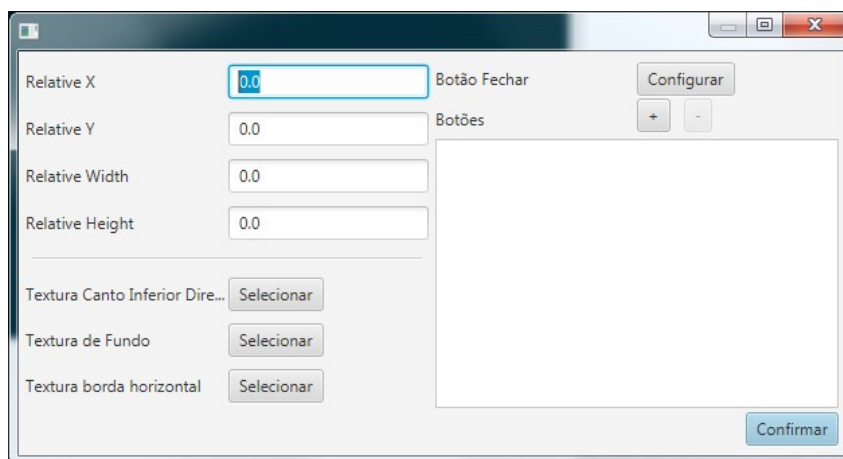 Relative X
0.0
Relative Y
0.0
Relative Width
0.0
Relative Height
0.0
Textura Canto Inferior Dire...
Selecionar
Textura de Fundo
Selecionar
Textura borda horizontal
Selecionar
Botão Fechar
Configurar
Botões
+
-
Confirmar